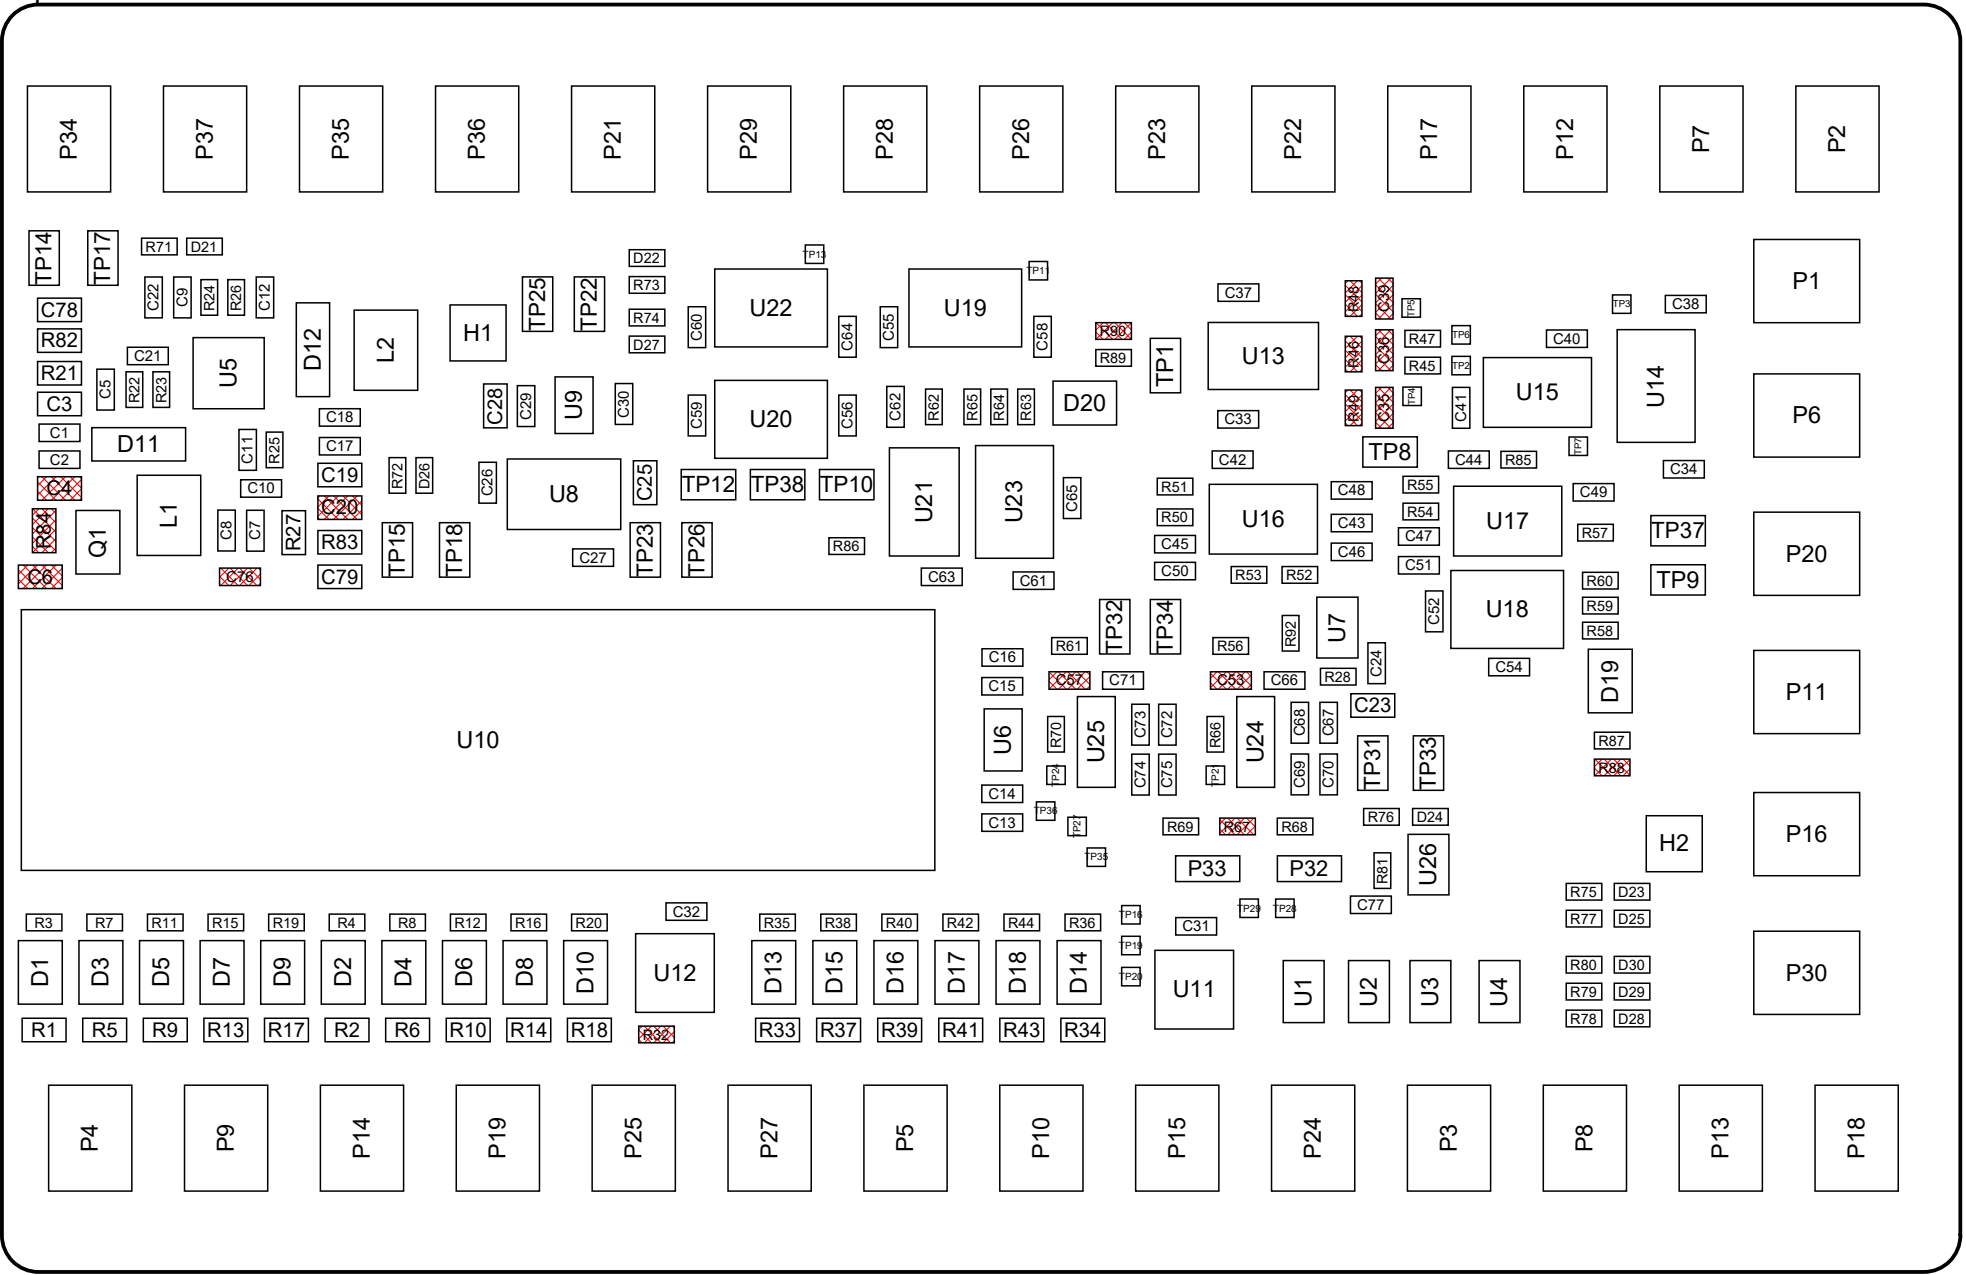 P34 P37 P35 P36 P21 P29 P28 P26 P23 P22 P17 P12 P7 P2
TP14 TP17 R71 D21 D22 TP13 TP11 P1
C78 C22 C9 R24 R26 C12 TP25 TP22 R73 U22 U19 C37 R48 C39 TP5 TP3 C38
R82 D12 L2 H1 R74 C60 C64 C55 C58 R90 U13 R47 TP6 C40
R21 C21 U5 D27 R89 TP1 R46 C36 R45 TP2 U15 U14
C3 C5 R22 R23 C18 C28 C29 U9 C30 C59 U20 C56 C62 R62 R65 R64 R63 D20 C33 R49 C35 TP4 C41 P6
C1 D11 C11 R25 C17 TP8 TP7
C2 C19 R72 D26 C26 U8 C25 TP12 TP38 TP10 U21 U23 C65 C42 C44 R85 C34
C4 L1 C10 C20 R51 U16 C48 R55 U17 C49
R84 Q1 C8 C7 R27 R83 TP15 TP18 C27 TP23 TP26 R86 R50 C45 C43 C46 R54 C47 R57 TP37 P20
C6 C76 C79 C63 C61 C50 R53 R52 C51 R60 TP9
U10 C16 R61 TP32 TP34 R56 R92 U7 C52 U18 R59 R58
C15 C57 C71 C53 C66 R28 C24 C54 D19 P11
U6 R70 U25 C73 C72 R66 U24 C68 C67 C23 R87
TP24 C74 C75 TP21 C69 C70 TP31 TP33 R88
C14 TP36 C13 TP27 R69 R67 R68 R76 D24 H2 P16
TP35 P33 P32 R81 U26 R75 D23
R3 R7 R11 R15 R19 R4 R8 R12 R16 R20 C32 R35 R38 R40 R42 R44 R36 TP16 C31 TP29 TP28 C77 R77 D25
D1 D3 D5 D7 D9 D2 D4 D6 D8 D10 U12 D13 D15 D16 D17 D18 D14 TP19 TP20 U11 U1 U2 U3 U4 R80 D30 P30
R79 D29
R1 R5 R9 R13 R17 R2 R6 R10 R14 R18 R32 R33 R37 R39 R41 R43 R34 R78 D28
P4 P9 P14 P19 P25 P27 P5 P10 P15 P24 P3 P8 P13 P18